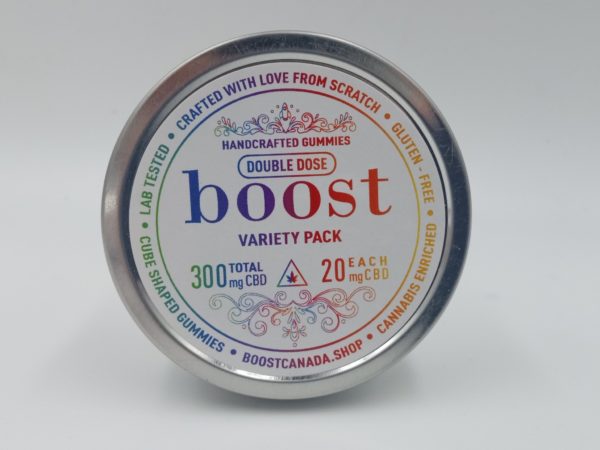 • CRAFTED WITH LOVE FROM SCRATCH •
GLUTEN - FREE •
CANNABIS ENRICHED •
BOOSTCANADA.SHOP •
CUBE SHAPED GUMMIES •
LAB TESTED
HANDCRAFTED GUMMIES
DOUBLE DOSE
boost
VARIETY PACK
300 TOTAL mg CBD
20 EACH mg CBD